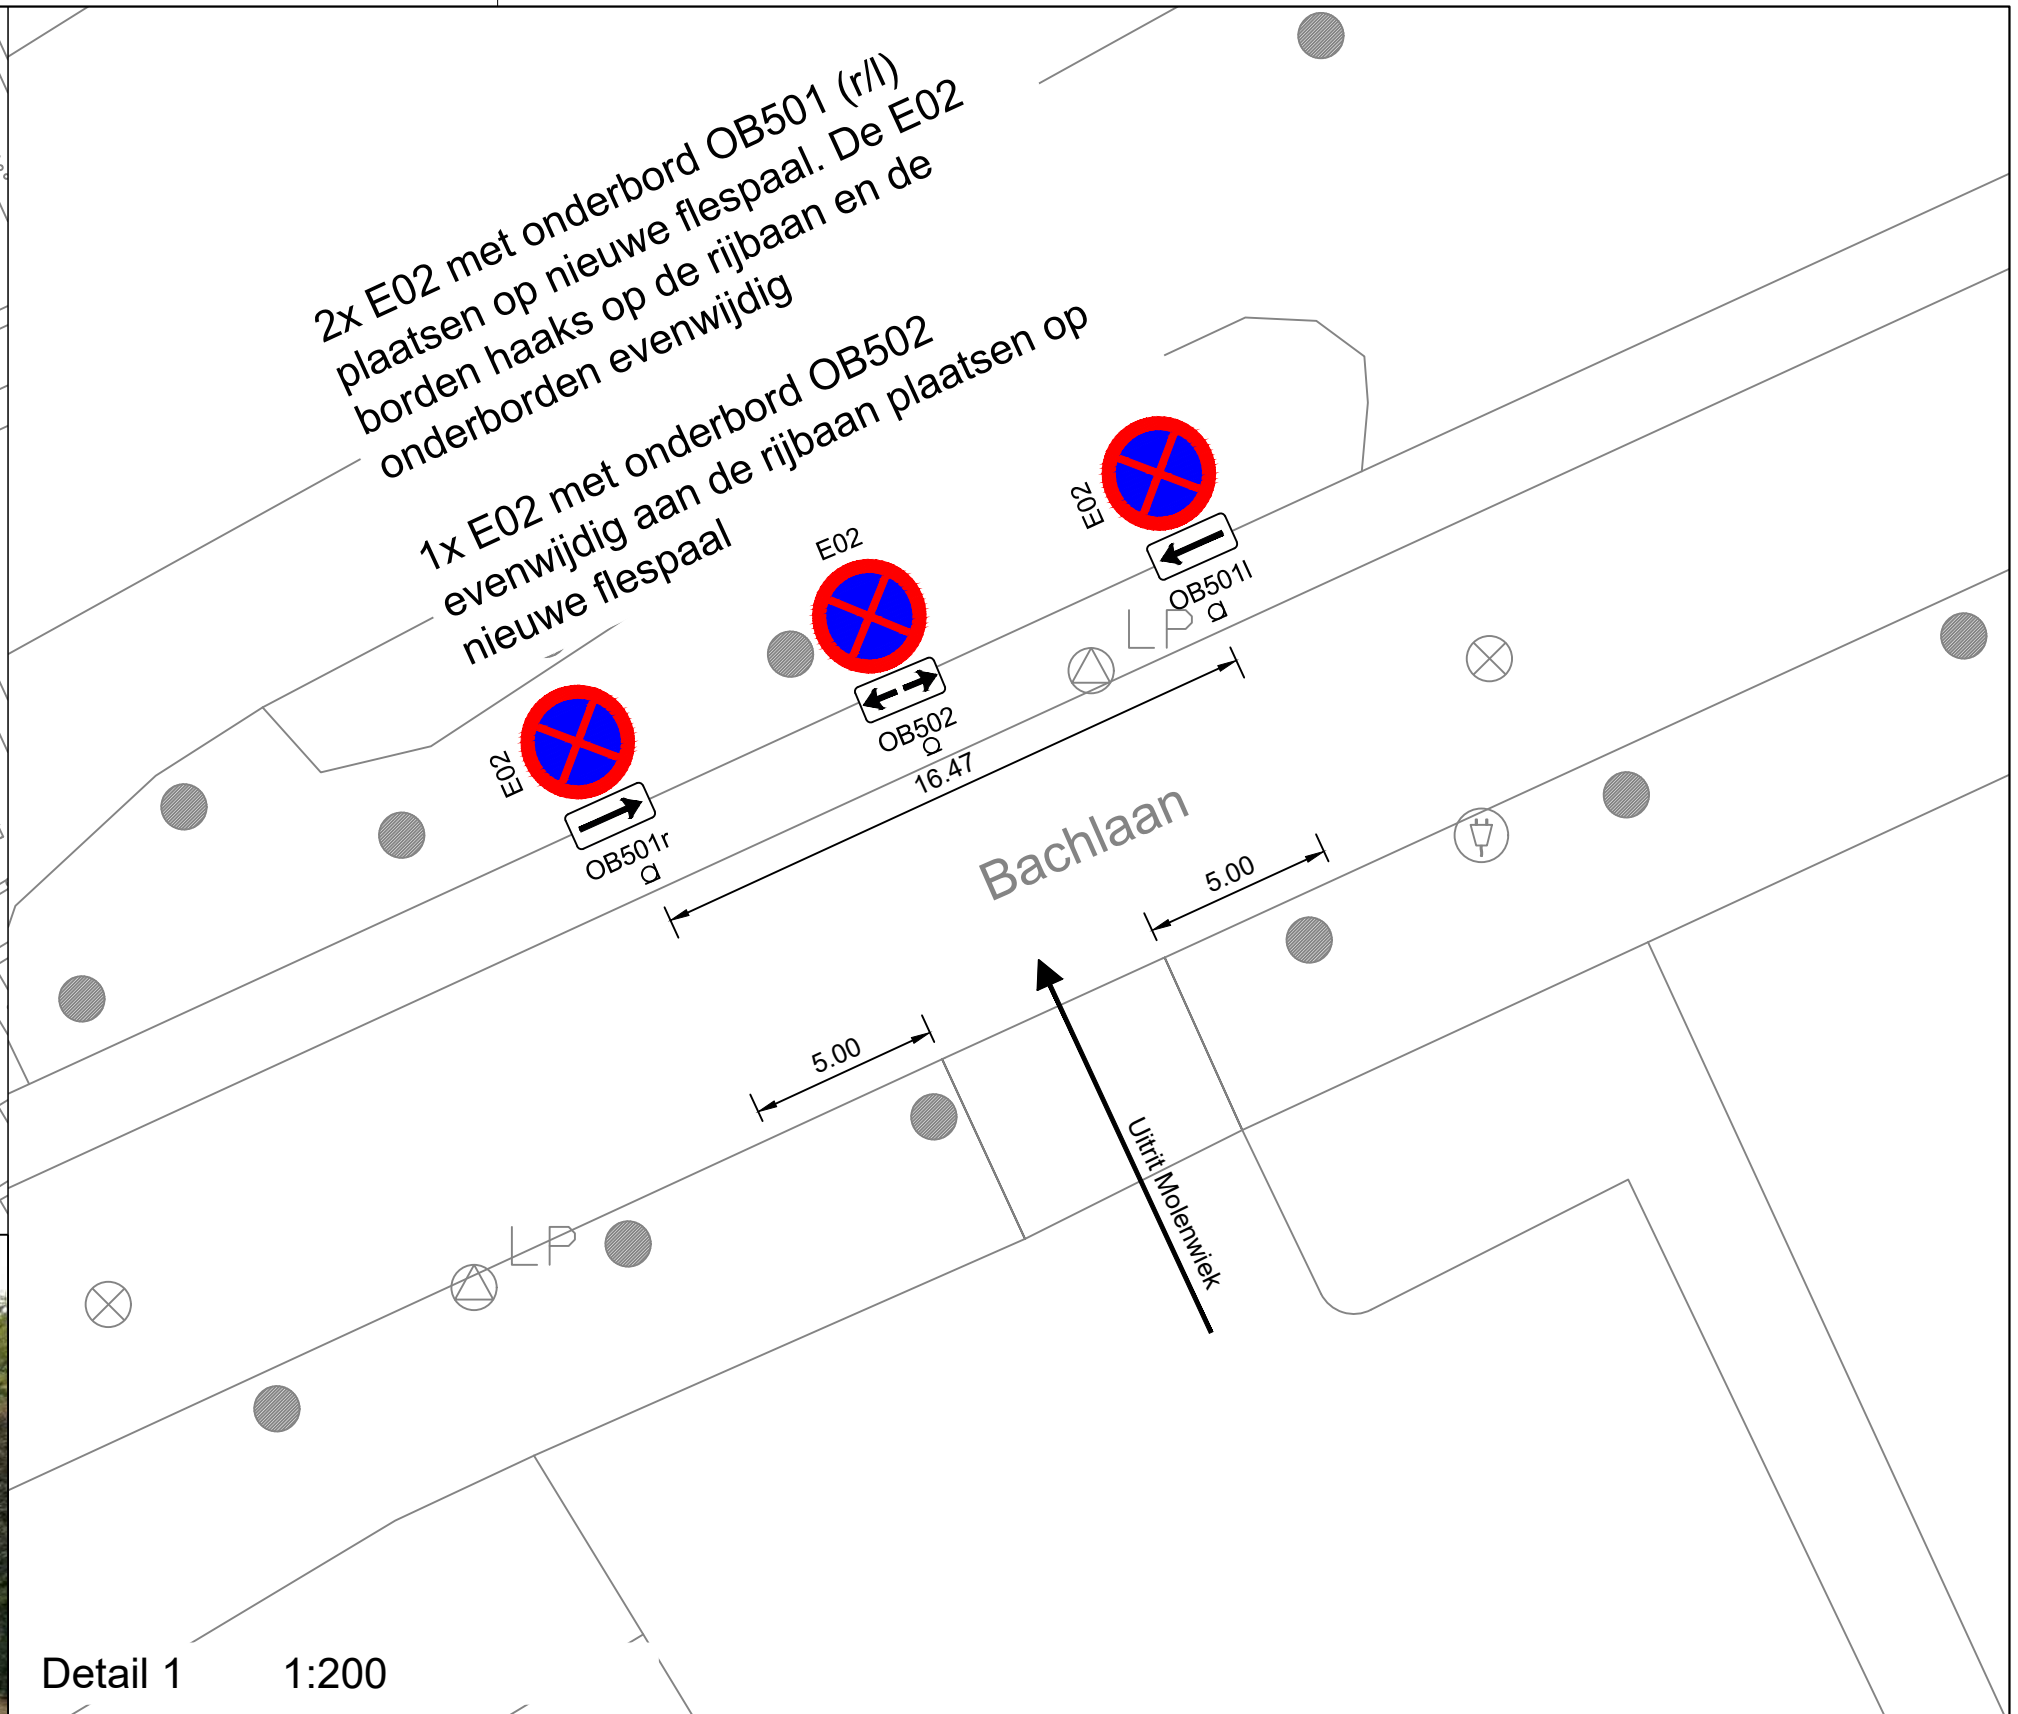 2x E02 met onderbord OB501 (r/l)
plaatsen op nieuwe flespaal. De E02
borden haaks op de rijbaan en de
onderborden evenwijdig
1x E02 met onderbord OB502
evenwijdig aan de rijbaan plaatsen op
nieuwe flespaal
E02
OB501l
LP
E02
OB502
E02
OB501r
16.47
Bachlaan
5.00
5.00
Uitrit Molenwiek
LP
Detail 1 1:200